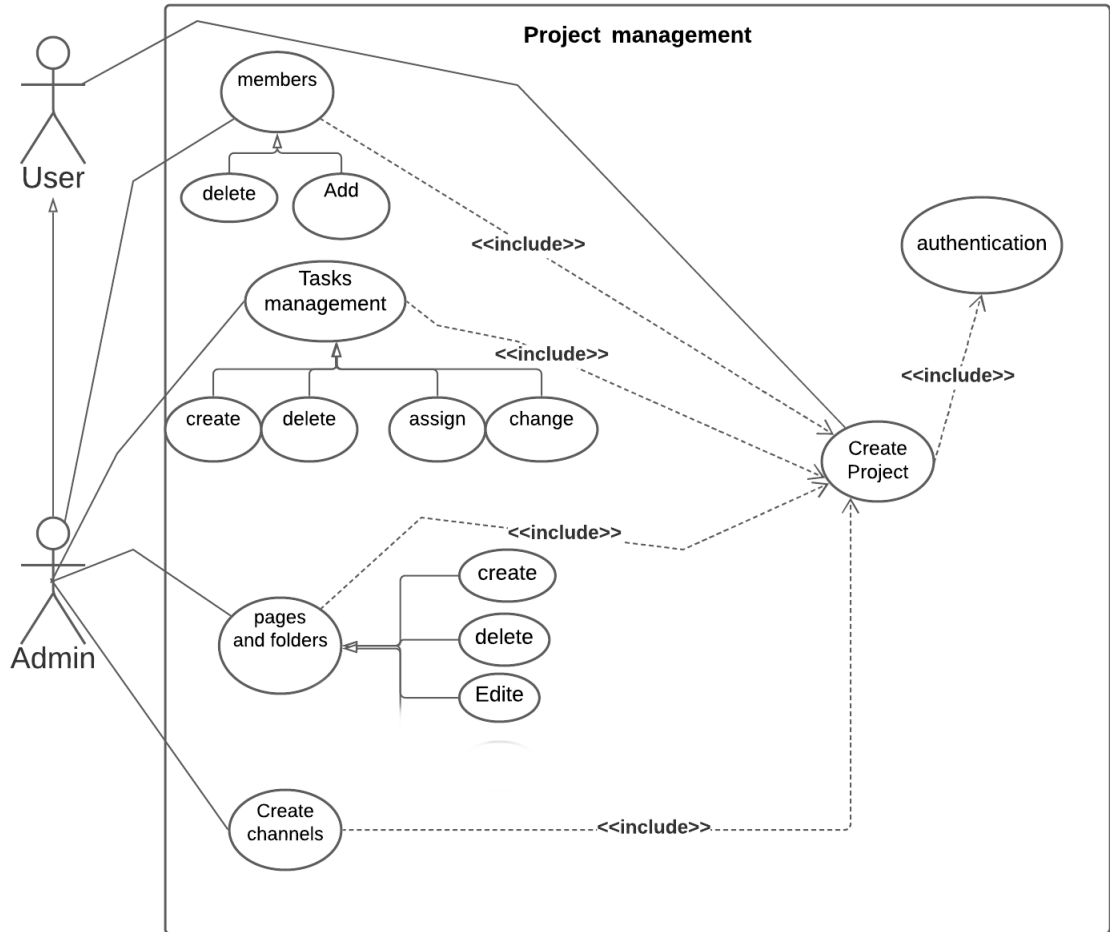 Project management
User
members
delete
Add
<<include>>
authentication
Tasks
management
<<include>>
<<include>>
create
delete
assign
change
Create
Project
<<include>>
create
pages
and folders
delete
Admin
Edite
Create
channels
<<include>>